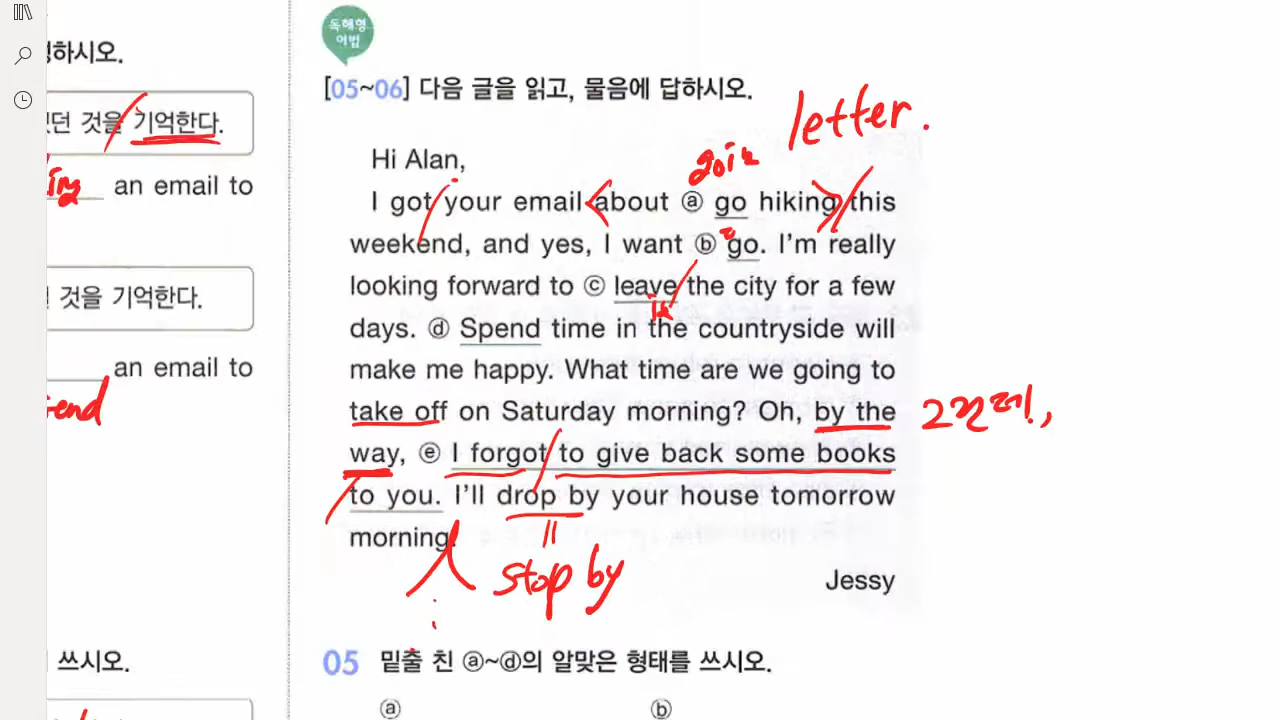 독해형
어법
[05~06] 다음 글을 읽고, 물음에 답하시오.
letter.
Hi Alan,
I got your email about ⓐ go hiking this
weekend, and yes, I want ⓑ go. I'm really
looking forward to ⓒ leave the city for a few
days. ⓓ Spend time in the countryside will
make me happy. What time are we going to
take off on Saturday morning? Oh, by the
way, ⓔ I forgot to give back some books
to you. I'll drop by your house tomorrow
morning.
stop by
Jessy
05 밑줄 친 ⓐ~ⓓ의 알맞은 형태를 쓰시오.
ⓐ ⓑ
하시오.
던 것을 기억한다.
ing an email to
것을 기억한다.
an email to
send
쓰시오.